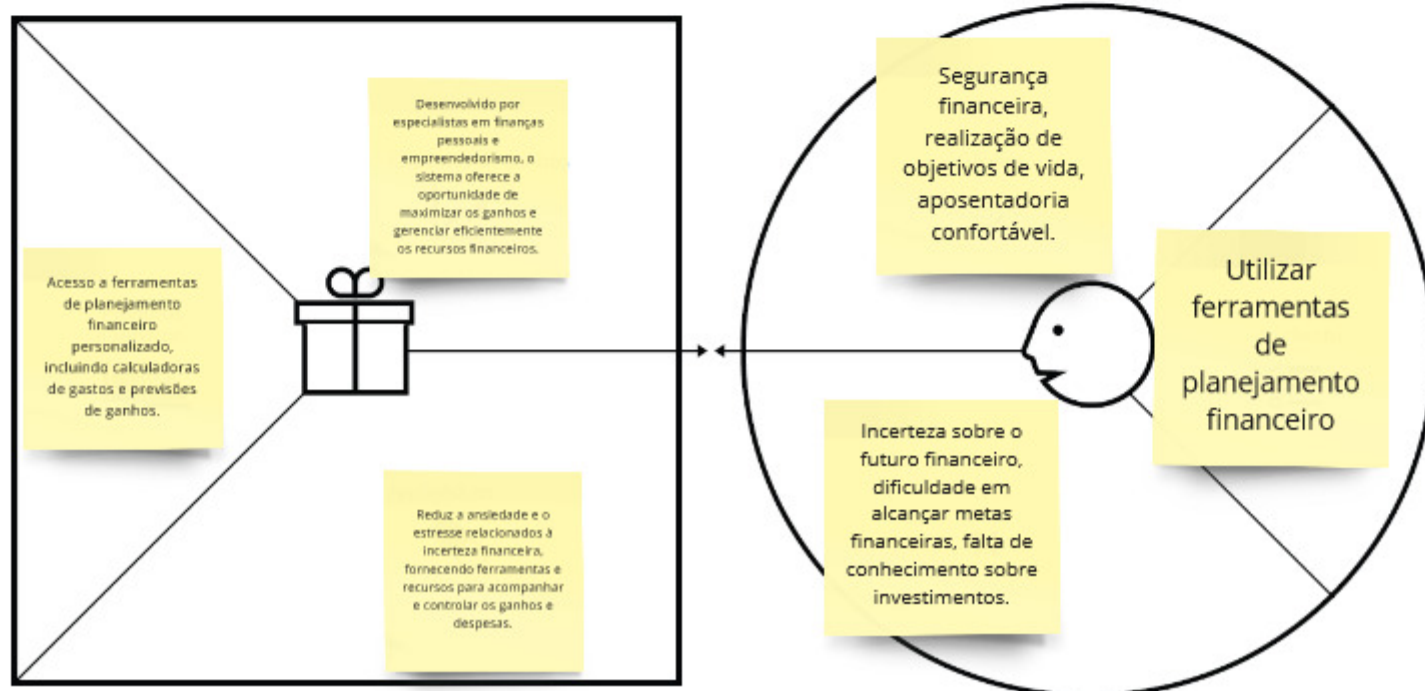 Desenvolvido por
especialistas em finanças
pessoais e
empreendedorismo, o
sistema oferece a
oportunidade de
maximizar os ganhos e
gerenciar eficientemente
os recursos financeiros.
Acesso a ferramentas
de planejamento
financeiro
personalizado,
incluindo calculadoras
de gastos e previsões
de ganhos.
Reduz a ansiedade e o
estresse relacionados à
incerteza financeira,
fornecendo ferramentas e
recursos para acompanhar
e controlar os ganhos e
despesas.
Segurança
financeira,
realização de
objetivos de vida,
aposentadoria
confortável.
Utilizar
ferramentas
de
planejamento
financeiro
Incerteza sobre o
futuro financeiro,
dificuldade em
alcançar metas
financeiras, falta de
conhecimento sobre
investimentos.